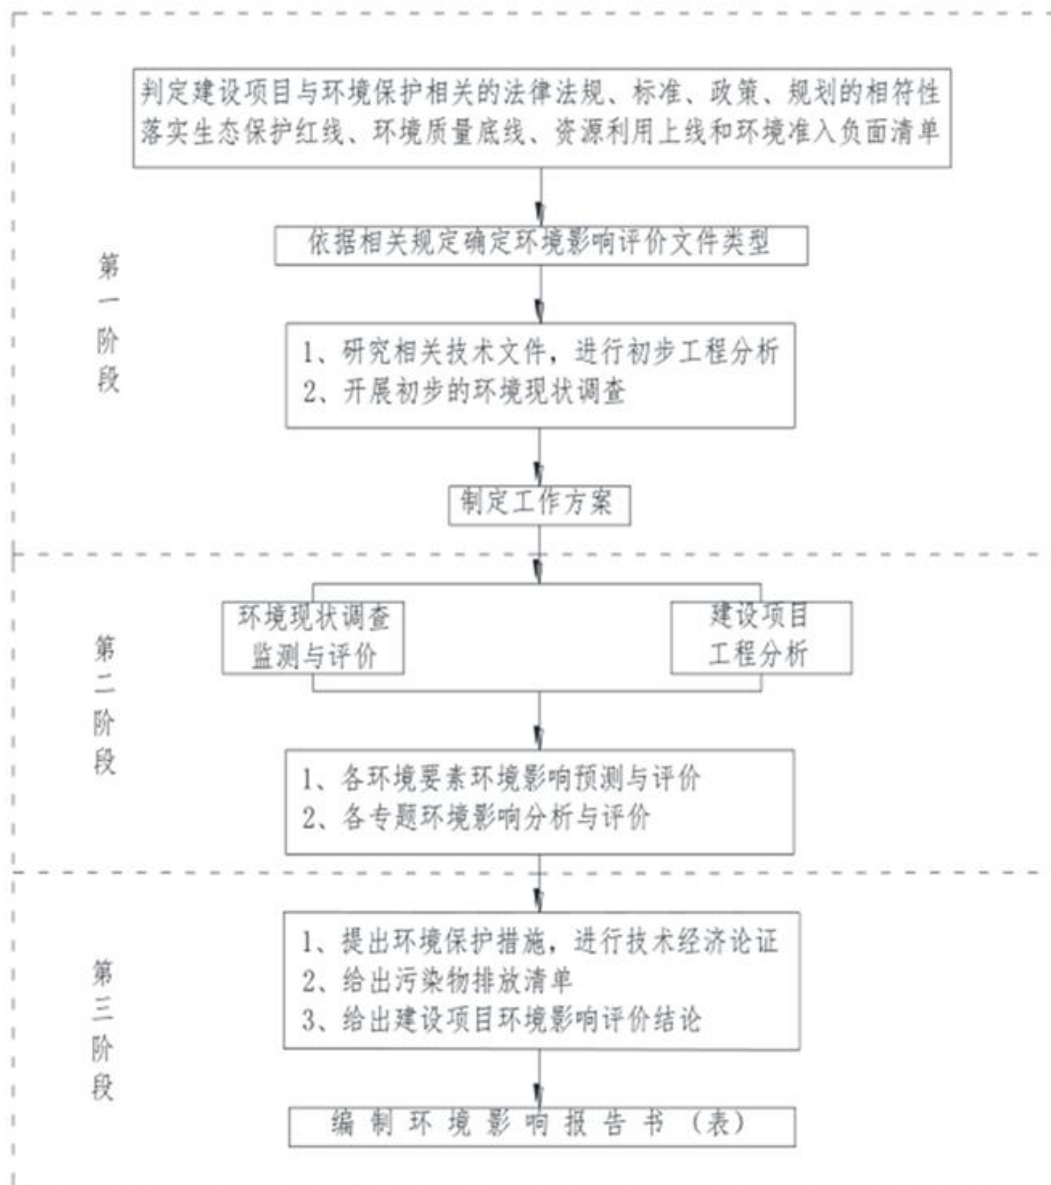 判定建设项目与环境保护相关的法律法规、标准、政策、规划的相符性
落实生态保护红线、环境质量底线、资源利用上线和环境准入负面清单
依据相关规定确定环境影响评价文件类型
第一阶段
1、研究相关技术文件，进行初步工程分析
2、开展初步的环境现状调查
制定工作方案
环境现状调查
监测与评价
建设项目
工程分析
第二阶段
1、各环境要素环境影响预测与评价
2、各专题环境影响分析与评价
1、提出环境保护措施，进行技术经济论证
2、给出污染物排放清单
3、给出建设项目环境影响评价结论
第三阶段
编制环境影响报告书（表）